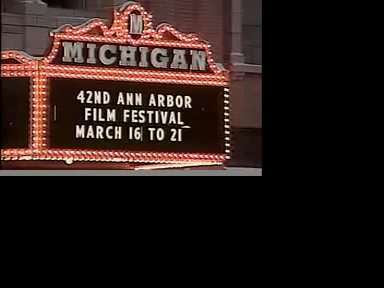 M
MICHIGAN
42ND ANN ARBOR
FILM FESTIVAL
MARCH 16 TO 21